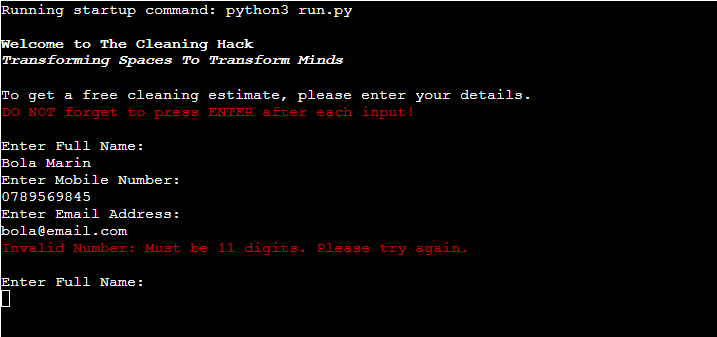 Running startup command: python3 run.py
Welcome to The Cleaning Hack
Transforming Spaces To Transform Minds
To get a free cleaning estimate, please enter your details.
DO NOT forget to press ENTER after each input!
Enter Full Name:
Bola Marin
Enter Mobile Number:
0789569845
Enter Email Address:
bola@email.com
Invalid Number: Must be 11 digits. Please try again.
Enter Full Name: